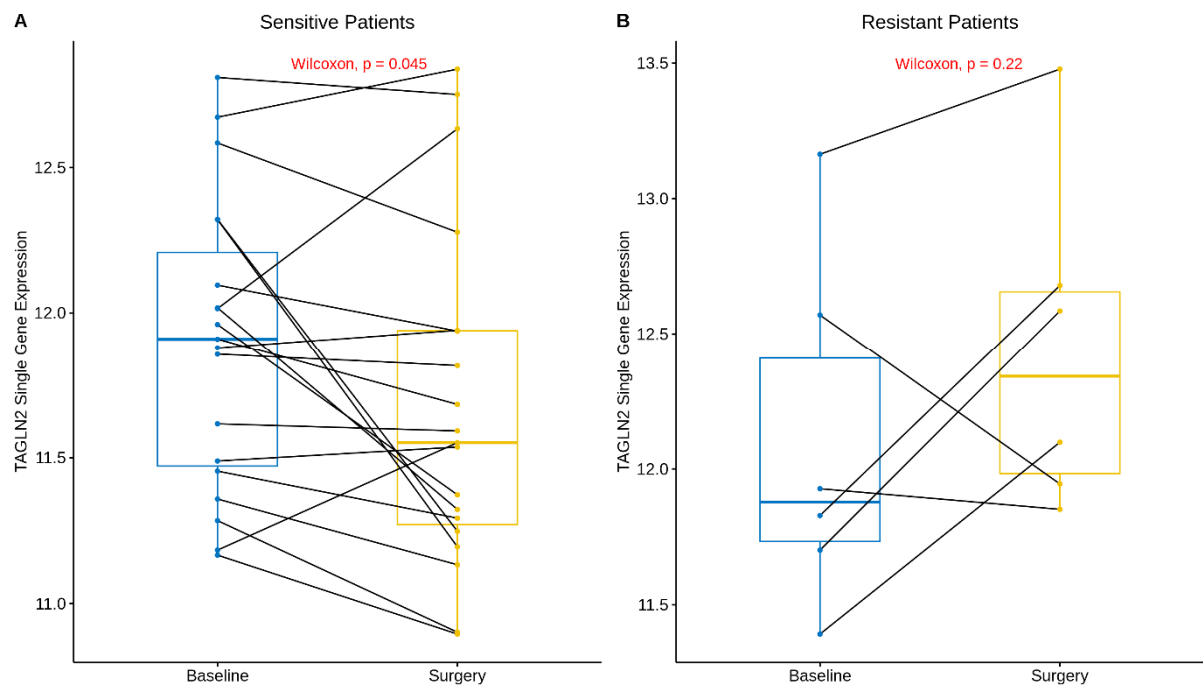 A
Sensitive Patients
Wilcoxon, p = 0.045
TAGLN2 Single Gene Expression
12.5
12.0
11.5
11.0
Baseline
Surgery
B
Resistant Patients
Wilcoxon, p = 0.22
TAGLN2 Single Gene Expression
13.5
13.0
12.5
12.0
11.5
Baseline
Surgery